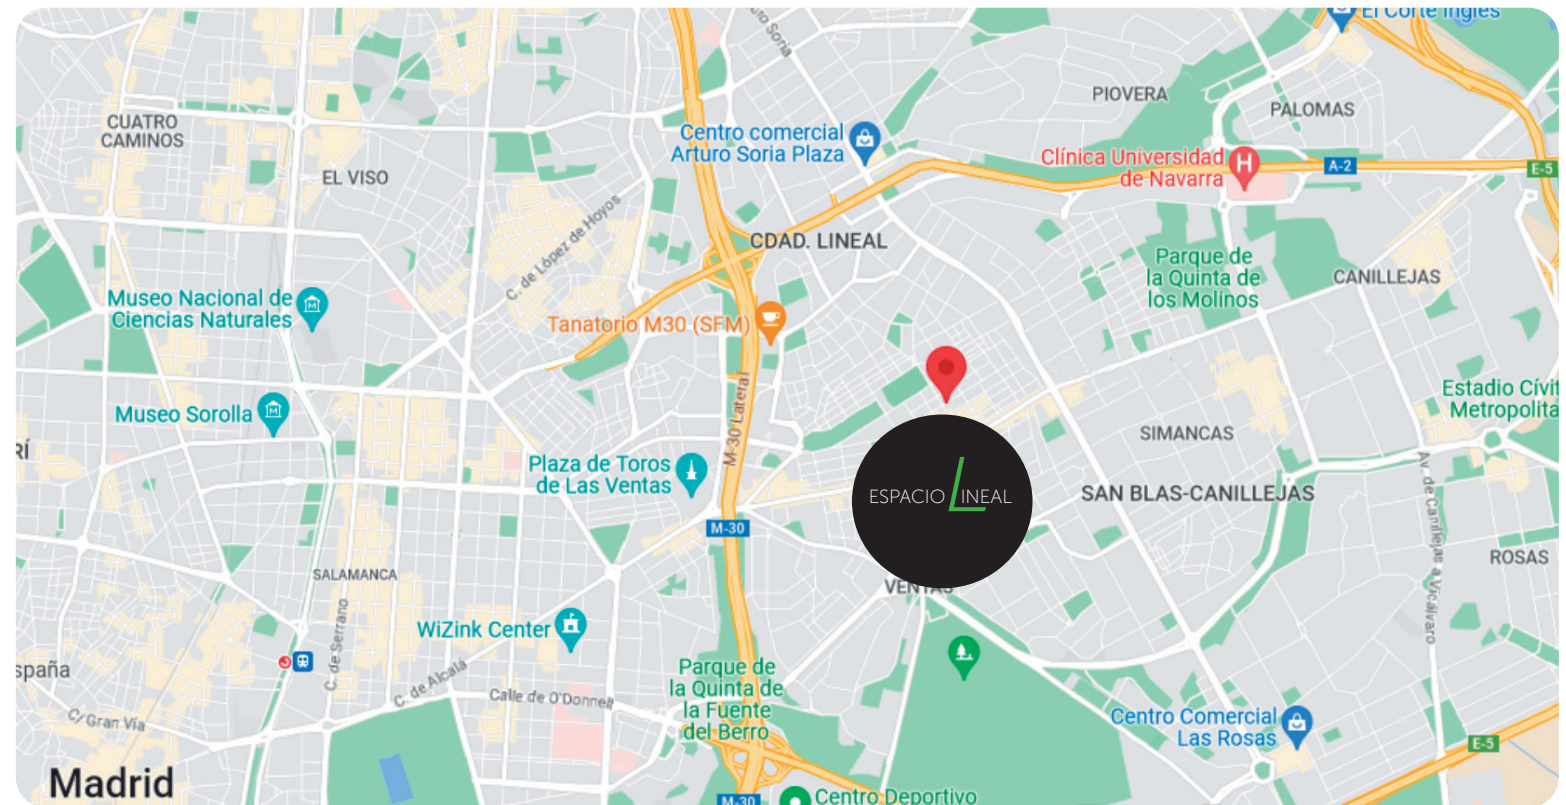 El Corte Inglés
PIOVERA
PALOMAS
CUATRO
CAMINOS
Centro comercial
Arturo Soria Plaza
Clínica Universidad
de Navarra
A-2
E-5
EL VISO
C. de López de Hoyos
CDAD. LINEAL
Parque de
la Quinta de
los Molinos
CANILLEJAS
Museo Nacional de
Ciencias Naturales
Tanatorio M30 (SFM)
M-30 Lateral
Museo Sorolla
Estadio Cívit
Metropolita
SIMANCAS
RÍ
Plaza de Toros
de Las Ventas
ESPACIO LINEAL
SAN BLAS-CANILLEJAS
Av. de Canillejas a Vicálvaro
M-30
ROSAS
SALAMANCA
VENTAS
C. de Serrano
WiZink Center
spaña
C. de Alcalá
Calle de O'Donnell
Parque de
la Quinta de
la Fuente
del Berro
C/ Gran Vía
Centro Comercial
Las Rosas
E-5
Madrid
M-30
Centro Deportivo